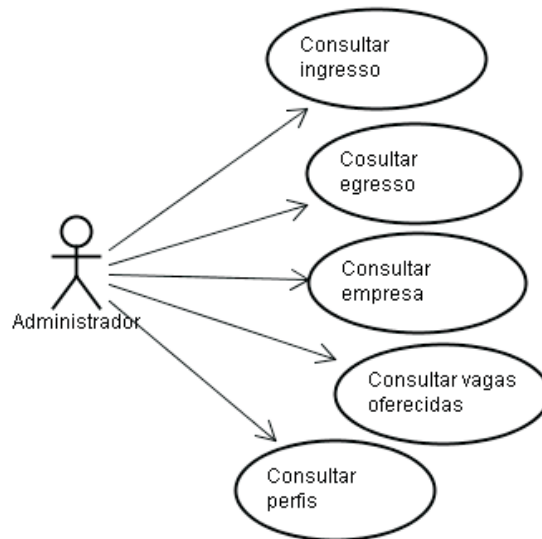 Consultar
ingresso
Cosultar
egresso
Consultar
empresa
Administrador
Consultar vagas
oferecidas
Consultar
perfis